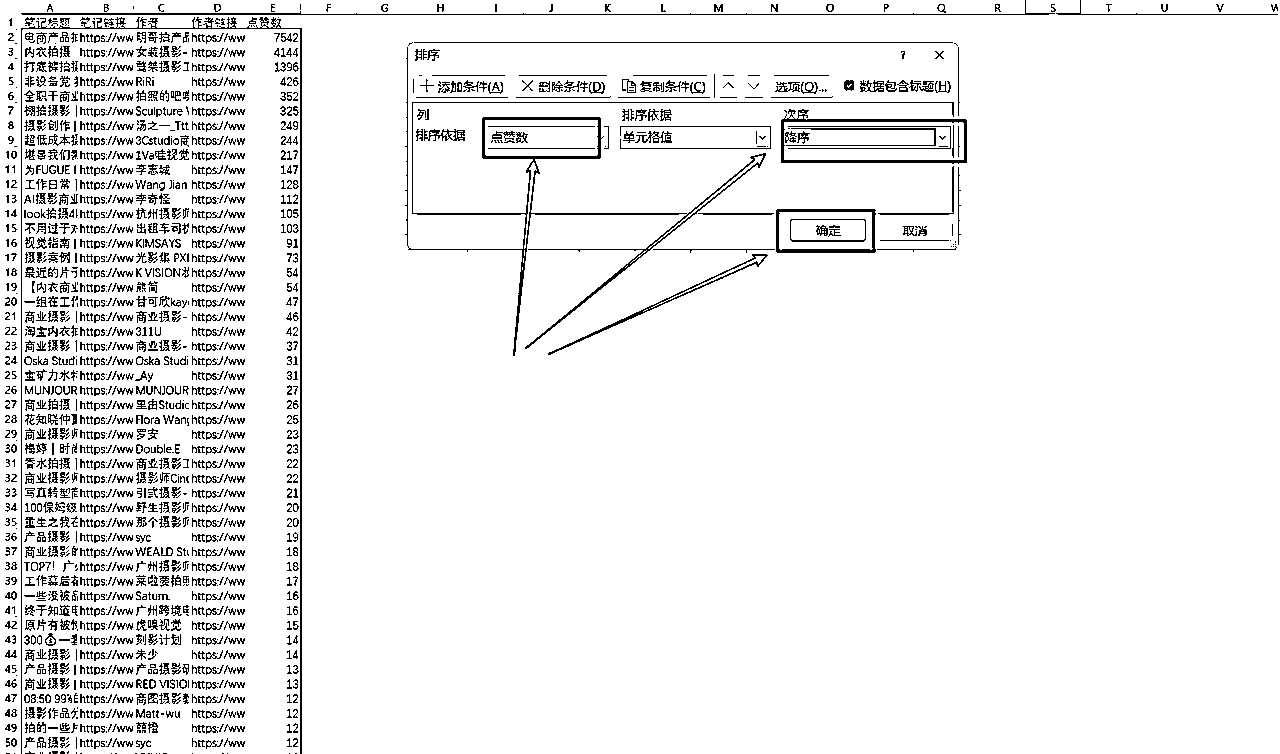 A B C D E F G H I J K L M N O P Q R S T U V W
1 笔记标题 笔记链接 作者 作者链接 点赞数
2 电商产品 https://ww 明哥拍产品 https://ww 7542
3 内衣拍摄 https://ww 女装摄影- https://ww 4144
4 打底裤拍摄 https://ww 摄影 https://ww 1396
5 非设备党 https://ww RiRi https://ww 426
6 全职干商业 https://ww 拍照的吧 https://ww 352
7 棚拍摄影 https://ww Sculpture https://ww 325
8 摄影创作 | https://ww 汤之一_Ttt https://ww 249
9 超低成本 https://ww 3Cstudio商 https://ww 244
10 堪景我们 https://ww 1Va哇视觉 https://ww 217
11 为FUGUE https://ww 李志城 https://ww 147
12 工作日常 | https://ww Wang Jian https://ww 128
13 AI摄影商业 https://ww 李奇怪 https://ww 112
14 look拍摄4 https://ww 杭州摄影师 https://ww 105
15 不用过于 https://ww 出租车司 https://ww 103
16 视觉指南 | https://ww KIMSAYS https://ww 91
17 摄影案例 | https://ww 光影集 PXI https://ww 73
18 最近的片子 https://ww K VISION https://ww 54
19 【内衣商业 https://ww 熊简 https://ww 54
20 一组在工作 https://ww 甘可欣kay https://ww 47
21 商业摄影 | https://ww 商业摄影- https://ww 46
22 淘宝内衣拍 https://ww 311U https://ww 42
23 商业摄影 | https://ww 商业摄影- https://ww 37
24 Oska Studi https://ww Oska Studi https://ww 31
25 宝矿力水特 https://ww _Ay https://ww 31
26 MUNJOUR https://ww MUNJOUR https://ww 27
27 商业拍摄 | https://ww 里由Studio https://ww 26
28 花知晓仲夏 https://ww Flora Wang https://ww 25
29 商业摄影师 https://ww 罗安 https://ww 23
30 梅婷 | 时尚 https://ww Double.E https://ww 23
31 香水拍摄 | https://ww 商业摄影工 https://ww 22
32 商业摄影师 https://ww 摄影师Cin https://ww 22
33 写真转型商 https://ww 引式摄影- https://ww 21
34 100保姆级 https://ww 野生摄影师 https://ww 20
35 重生之我在 https://ww 那个摄影师 https://ww 20
36 产品摄影 | https://ww syc https://ww 19
37 商业摄影的 https://ww WEALD Stu https://ww 18
38 TOP7！广 https://ww 广州摄影师 https://ww 18
39 工作幕后 https://ww 莱啦要拍照 https://ww 17
40 一些没被品 https://ww Saturn. https://ww 16
41 终于知道电 https://ww 广州跨境电 https://ww 16
42 原片有被惊 https://ww 虎嗅视觉 https://ww 15
43 300💰一套 https://ww 刻影计划 https://ww 14
44 商业摄影 | https://ww 朱少 https://ww 14
45 产品摄影 | https://ww 产品摄影 https://ww 13
46 商业摄影 | https://ww RED VISIO https://ww 13
47 08:50 99% https://ww 商图摄影 https://ww 12
48 摄影作品分 https://ww Matt-wu https://ww 12
49 拍的一些片 https://ww 囍橙 https://ww 12
50 产品摄影 | https://ww syc https://ww 12
排序 ? ×
添加条件(A) 删除条件(D) 复制条件(C) 选项(O)... 数据包含标题(H)
列 排序依据 次序
排序依据 点赞数 单元格值 降序
确定 取消